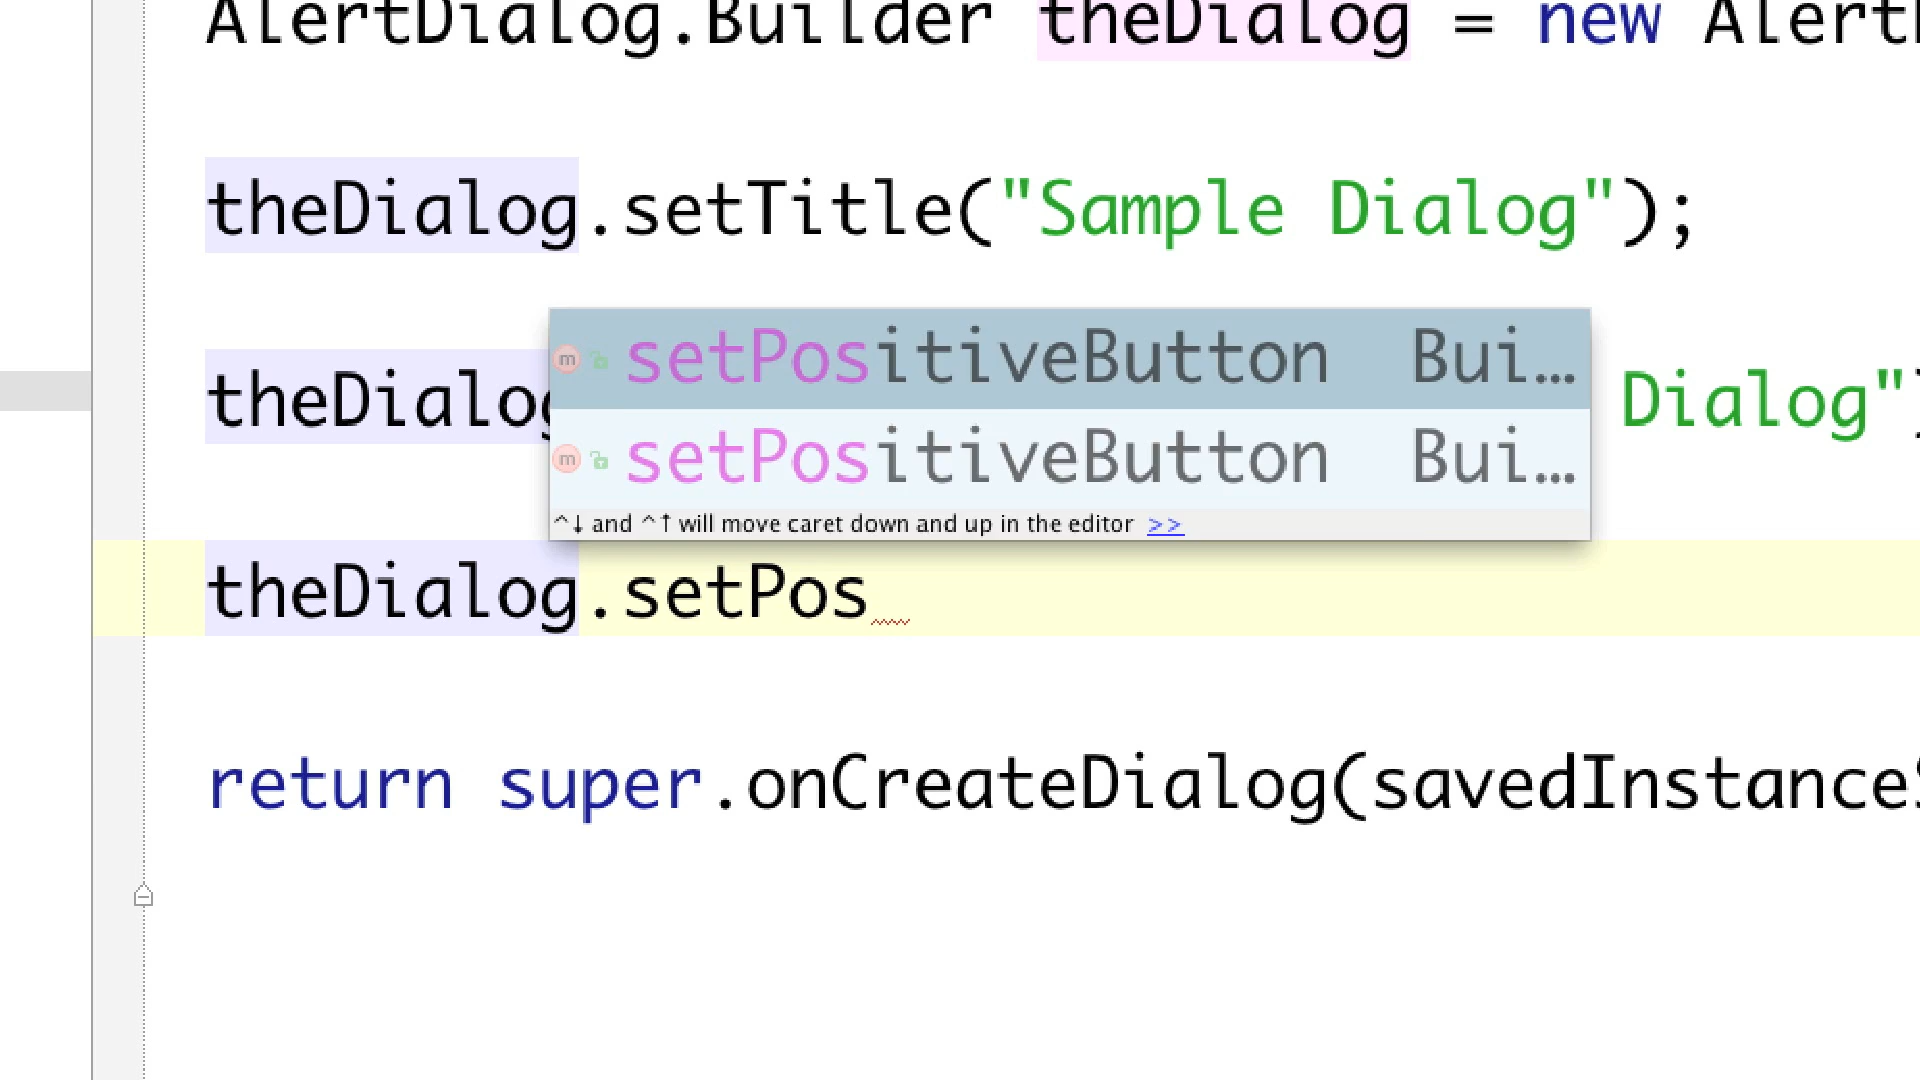 AlertDialog.Builder theDialog = new Alert
theDialog.setTitle("Sample Dialog");
setPositiveButton Bui…
theDialog Dialog")
setPositiveButton Bui…
^↓ and ^↑ will move caret down and up in the editor >>
theDialog.setPos
return super.onCreateDialog(savedInstance